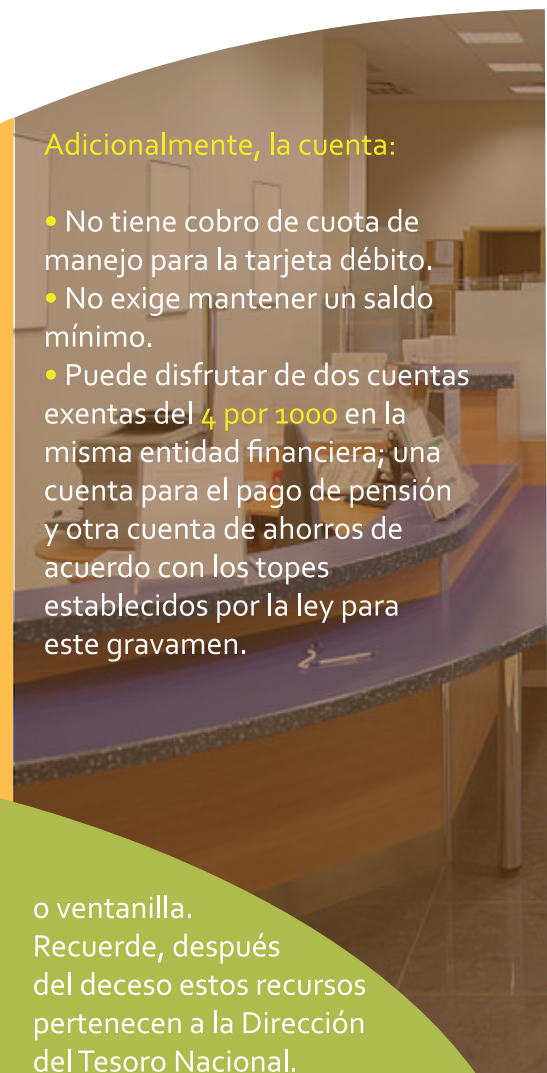 Adicionalmente, la cuenta:
• No tiene cobro de cuota de
manejo para la tarjeta débito.
• No exige mantener un saldo
mínimo.
• Puede disfrutar de dos cuentas
exentas del 4 por 1000 en la
misma entidad financiera; una
cuenta para el pago de pensión
y otra cuenta de ahorros de
acuerdo con los topes
establecidos por la ley para
este gravamen.
o ventanilla.
Recuerde, después
del deceso estos recursos
pertenecen a la Dirección
del Tesoro Nacional.